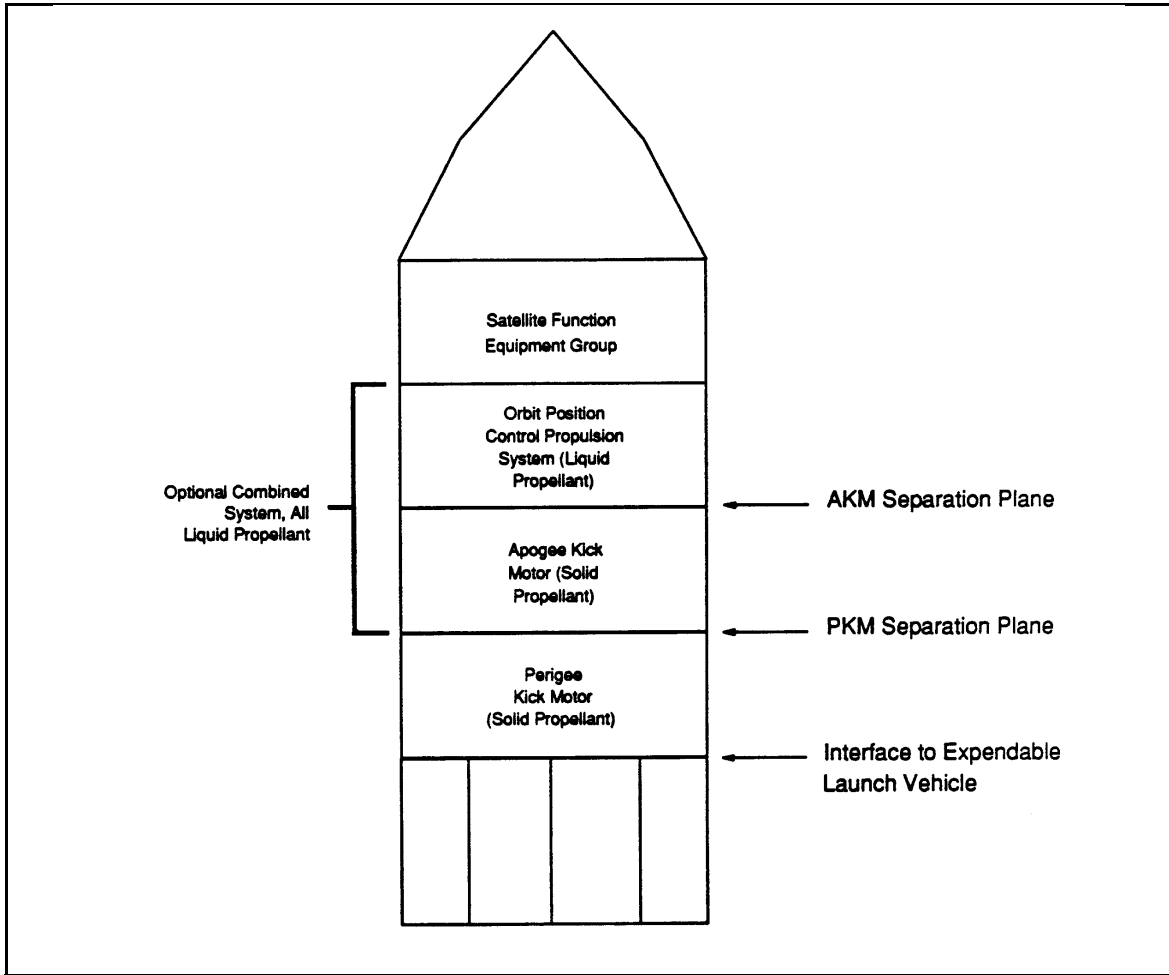 Satellite Function
Equipment Group
Orbit Position
Control Propulsion
System (Liquid
Propellant)
Optional Combined
System, All
Liquid Propellant
AKM Separation Plane
Apogee Kick
Motor (Solid
Propellant)
PKM Separation Plane
Perigee
Kick Motor
(Solid Propellant)
Interface to Expendable
Launch Vehicle